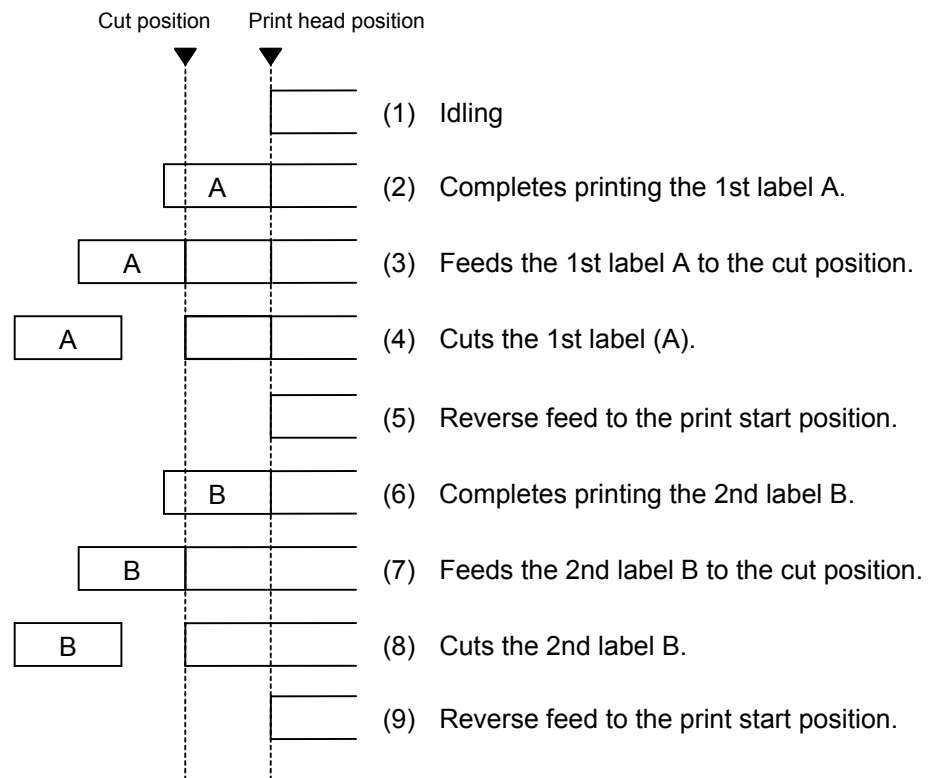 Cut position Print head position
(1) Idling
A (2) Completes printing the 1st label A.
A (3) Feeds the 1st label A to the cut position.
A (4) Cuts the 1st label (A).
(5) Reverse feed to the print start position.
B (6) Completes printing the 2nd label B.
B (7) Feeds the 2nd label B to the cut position.
B (8) Cuts the 2nd label B.
(9) Reverse feed to the print start position.